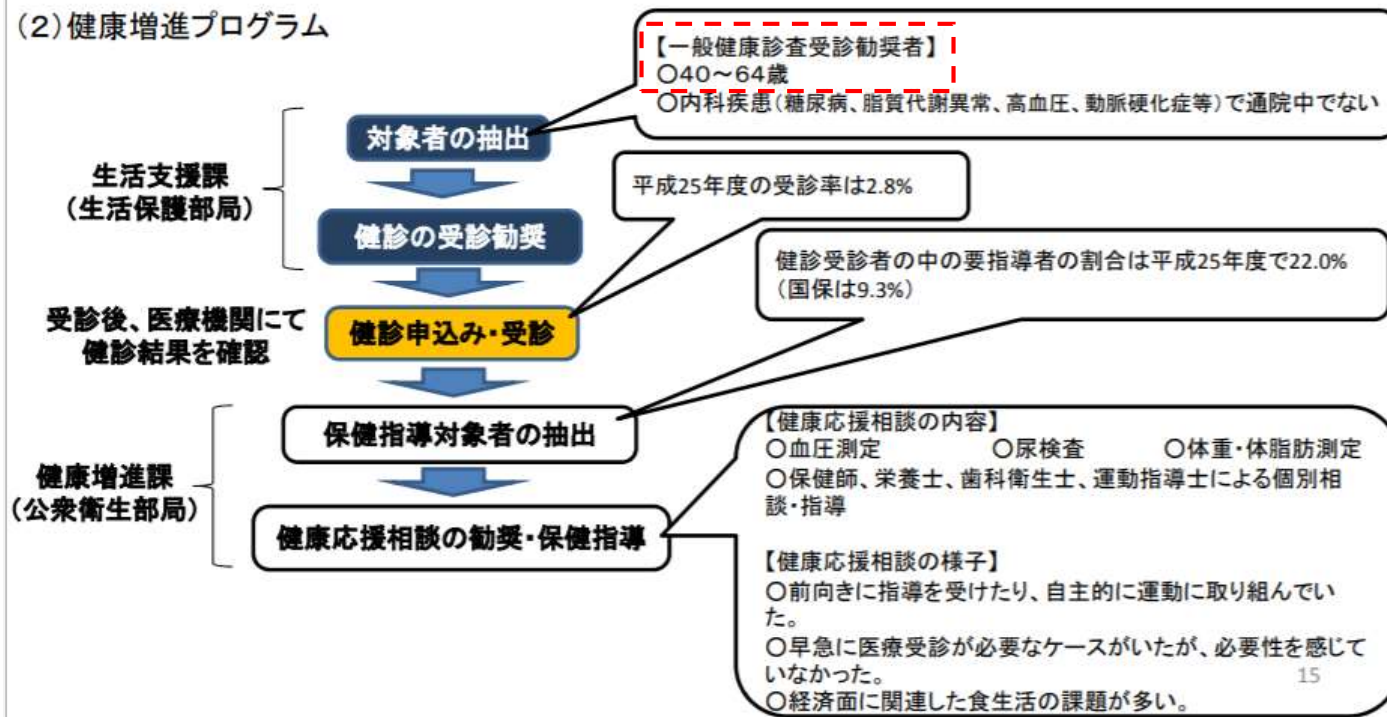 (2)健康増進プログラム
【一般健康診査受診勧奨者】
〇40～64歳
〇内科疾患(糖尿病、脂質代謝異常、高血圧、動脈硬化症等)で通院中でない
対象者の抽出
生活支援課
(生活保護部局)
平成25年度の受診率は2.8%
健診の受診勧奨
健診受診者の中の要指導者の割合は平成25年度で22.0%
(国保は9.3%)
受診後、医療機関にて
健診結果を確認
健診申込み・受診
保健指導対象者の抽出
健康増進課
(公衆衛生部局)
健康応援相談の勧奨・保健指導
【健康応援相談の内容】
〇血圧測定 〇尿検査 〇体重・体脂肪測定
〇保健師、栄養士、歯科衛生士、運動指導士による個別相
談・指導
【健康応援相談の様子】
〇前向きに指導を受けたり、自主的に運動に取り組んでい
た。
〇早急に医療受診が必要なケースがいたが、必要性を感じて
いなかった。
〇経済面に関連した食生活の課題が多い。
15